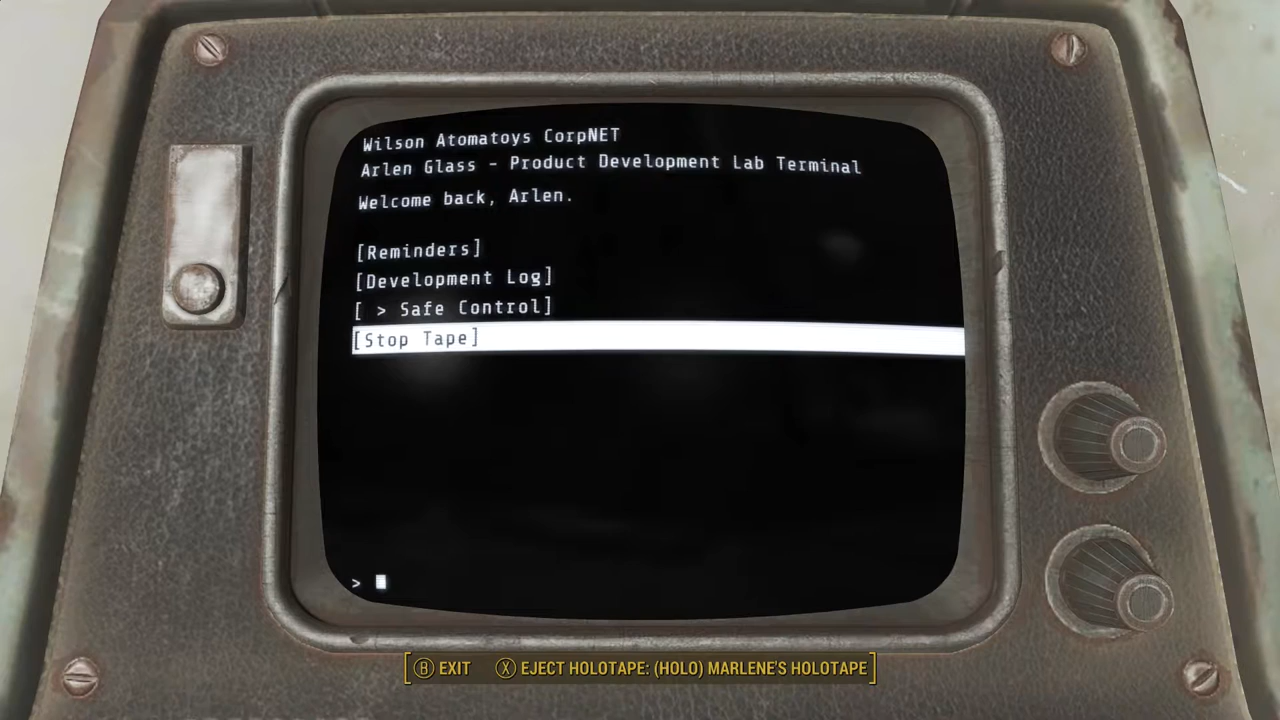 Wilson Atomatoys CorpNET
Arlen Glass - Product Development Lab Terminal
Welcome back, Arlen.
[Reminders]
[Development Log]
[ > Safe Control]
[Stop Tape]
>
[ B EXIT X EJECT HOLOTAPE: (HOLO) MARLENE'S HOLOTAPE ]